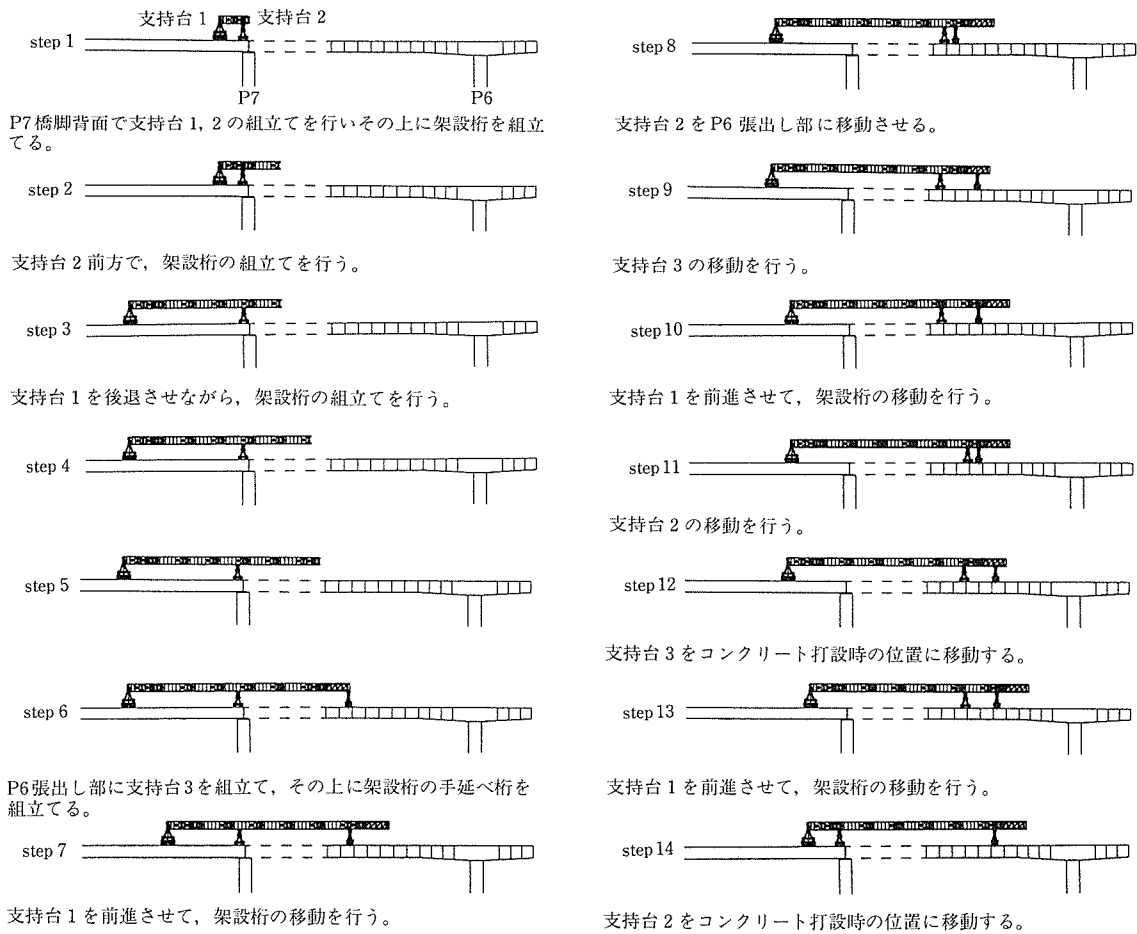 支持台1 支持台2
step 1
P7
P6
P7橋脚背面で支持台1, 2の組立てを行いその上に架設桁を組立
てる。
step 2
支持台2前方で，架設桁の組立てを行う。
step 3
支持台1を後退させながら，架設桁の組立てを行う。
step 4
step 5
step 6
P6張出し部に支持台3を組立て，その上に架設桁の手延べ桁を
組立てる。
step 7
支持台1を前進させて，架設桁の移動を行う。
step 8
支持台2をP6張出し部に移動させる。
step 9
支持台3の移動を行う。
step 10
支持台1を前進させて，架設桁の移動を行う。
step 11
支持台2の移動を行う。
step 12
支持台3をコンクリート打設時の位置に移動する。
step 13
支持台1を前進させて，架設桁の移動を行う。
step 14
支持台2をコンクリート打設時の位置に移動する。